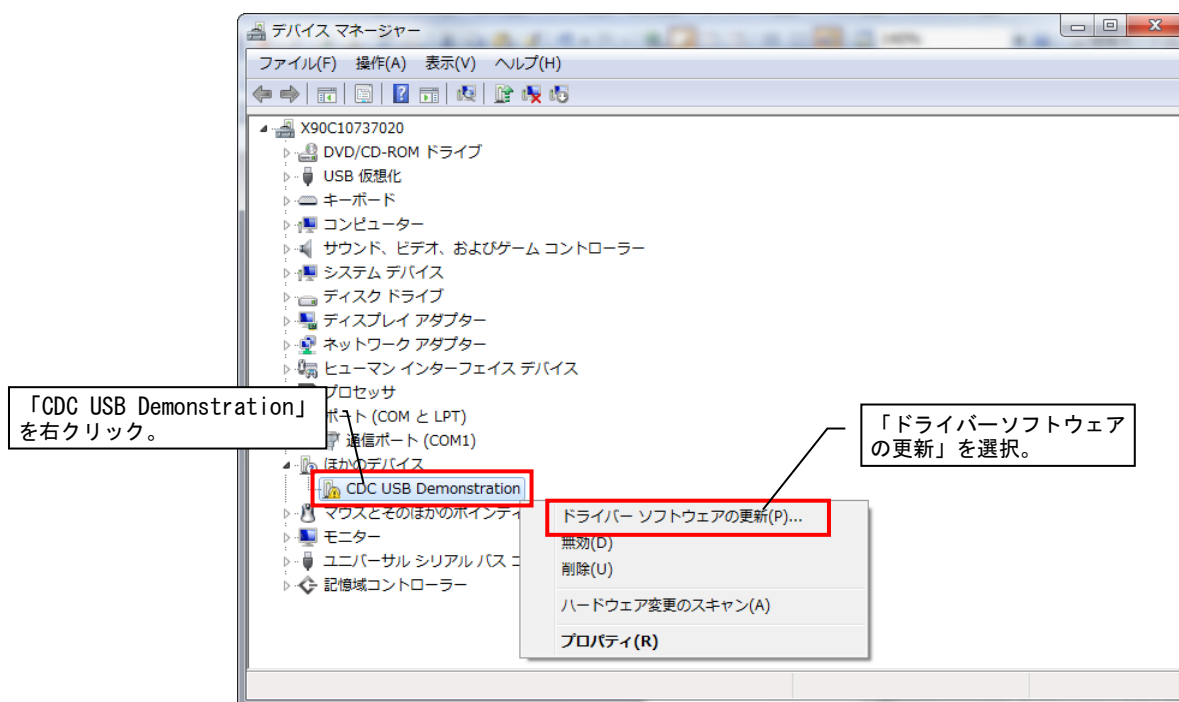 デバイス マネージャー
ファイル(F) 操作(A) 表示(V) ヘルプ(H)
X90C10737020
DVD/CD-ROM ドライブ
USB 仮想化
キーボード
コンピューター
サウンド、ビデオ、およびゲーム コントローラー
システム デバイス
ディスク ドライブ
ディスプレイ アダプター
ネットワーク アダプター
ヒューマン インターフェイス デバイス
プロセッサ
ポート (COM と LPT)
通信ポート (COM1)
ほかのデバイス
CDC USB Demonstration
マウスとそのほかのポインティ
モニター
ユニバーサル シリアル バス コ
記憶域コントローラー
「CDC USB Demonstration」
を右クリック。
「ドライバーソフトウェア
の更新」を選択。
ドライバー ソフトウェアの更新(P)...
無効(D)
削除(U)
ハードウェア変更のスキャン(A)
プロパティ(R)